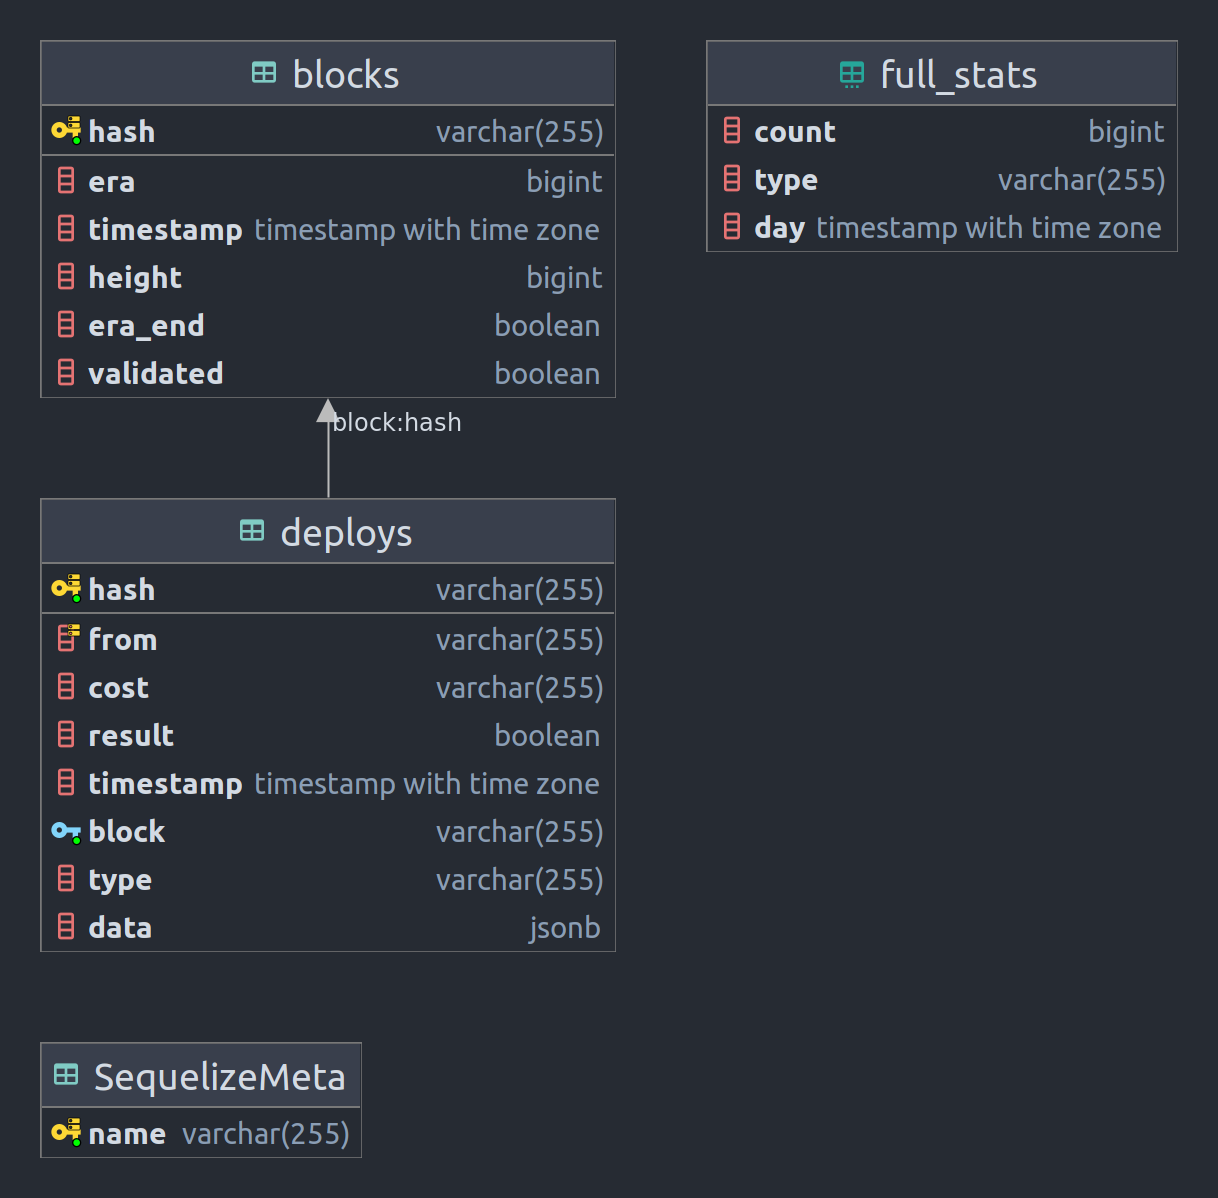 blocks
hash varchar(255)
era bigint
timestamp timestamp with time zone
height bigint
era_end boolean
validated boolean
block:hash
deploys
hash varchar(255)
from varchar(255)
cost varchar(255)
result boolean
timestamp timestamp with time zone
block varchar(255)
type varchar(255)
data jsonb
SequelizeMeta
name varchar(255)
full_stats
count bigint
type varchar(255)
day timestamp with time zone